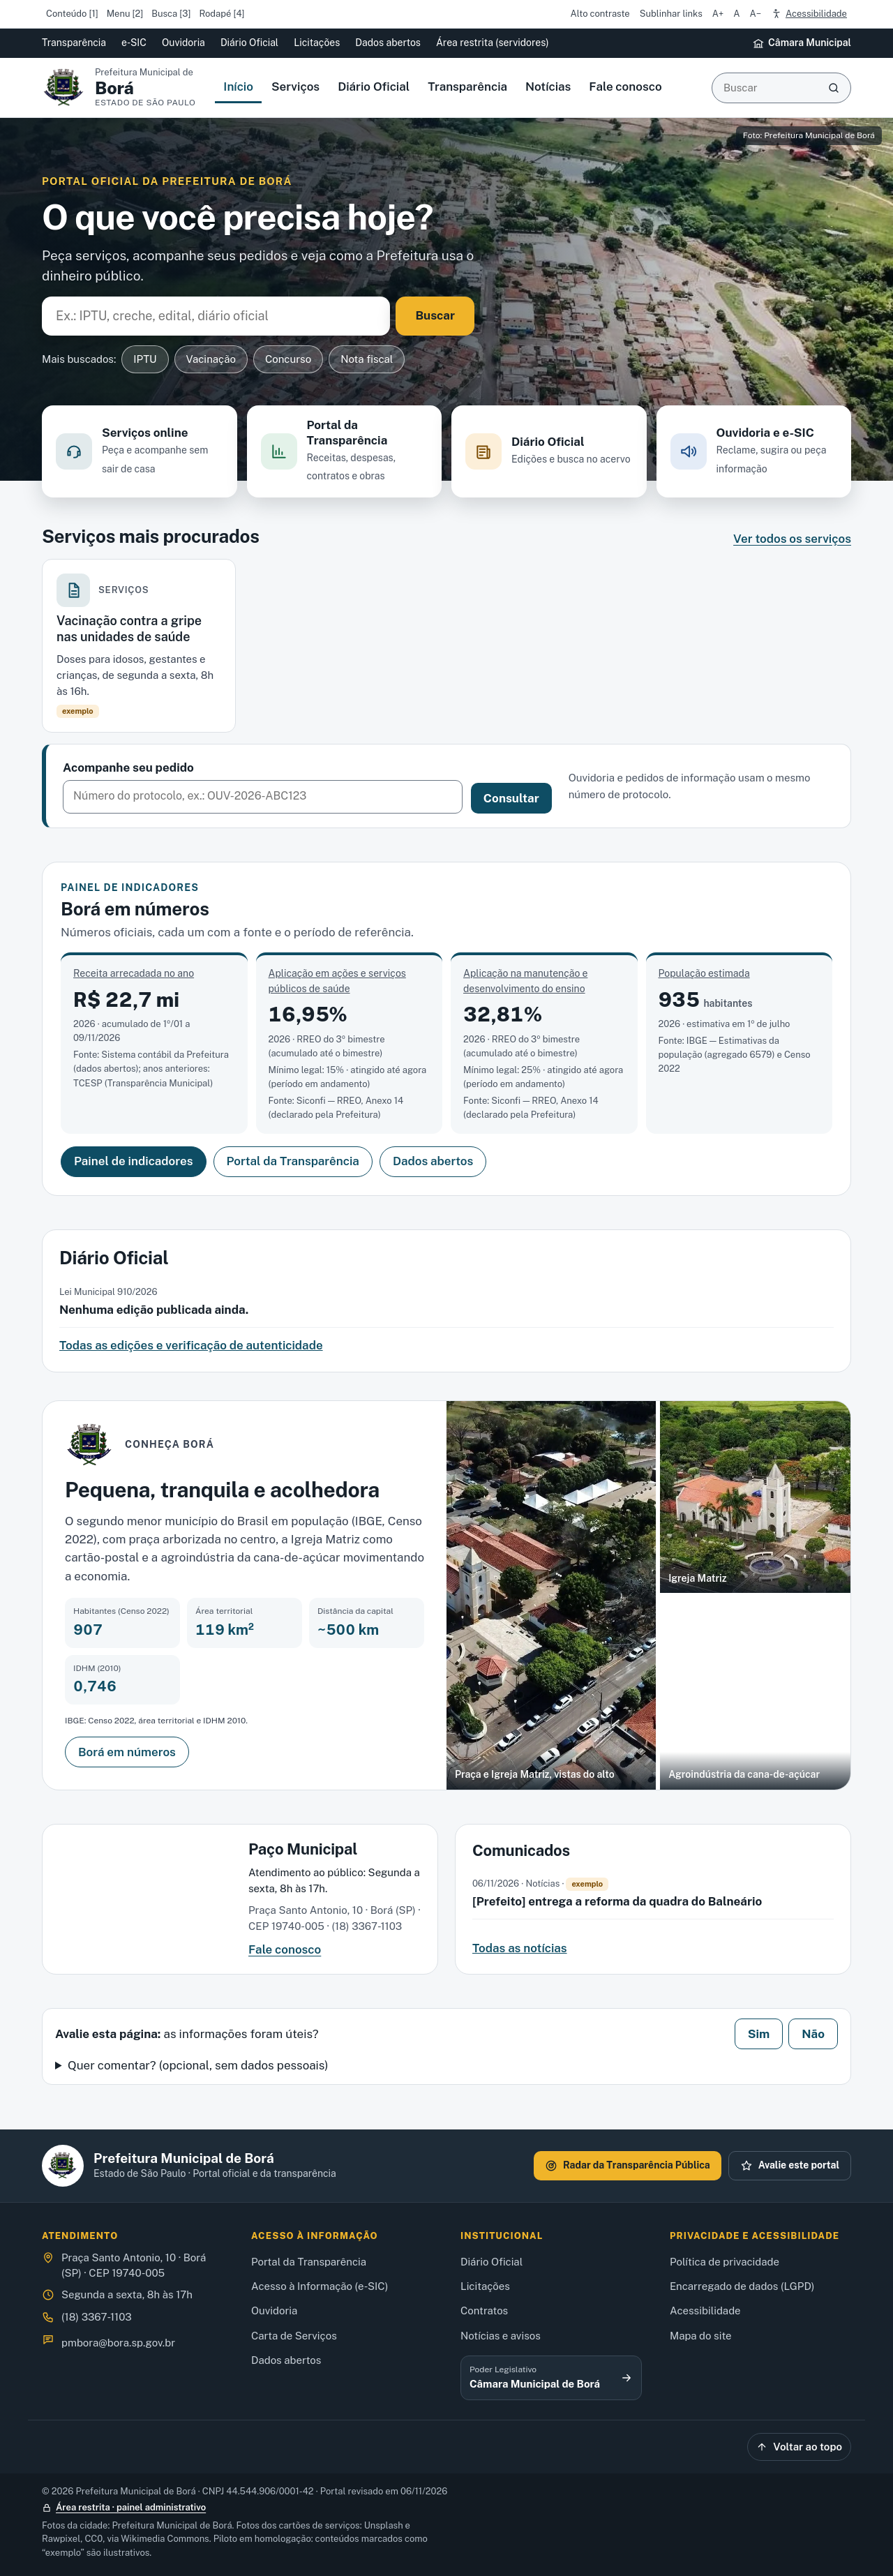 Conteúdo [1] Menu [2] Busca [3] Rodapé [4]
Alto contraste Sublinhar links A+ A A− Acessibilidade
Transparência e-SIC Ouvidoria Diário Oficial Licitações Dados abertos Área restrita (servidores)
Câmara Municipal
Prefeitura Municipal de
Borá
ESTADO DE SÃO PAULO
Início Serviços Diário Oficial Transparência Notícias Fale conosco
Buscar
Foto: Prefeitura Municipal de Borá
PORTAL OFICIAL DA PREFEITURA DE BORÁ
O que você precisa hoje?
Peça serviços, acompanhe seus pedidos e veja como a Prefeitura usa o
dinheiro público.
Ex.: IPTU, creche, edital, diário oficial
Buscar
Mais buscados: IPTU Vacinação Concurso Nota fiscal
Serviços online
Peça e acompanhe sem
sair de casa
Portal da
Transparência
Receitas, despesas,
contratos e obras
Diário Oficial
Edições e busca no acervo
Ouvidoria e e-SIC
Reclame, sugira ou peça
informação
Serviços mais procurados
Ver todos os serviços
SERVIÇOS
Vacinação contra a gripe
nas unidades de saúde
Doses para idosos, gestantes e
crianças, de segunda a sexta, 8h
às 16h.
exemplo
Acompanhe seu pedido
Número do protocolo, ex.: OUV-2026-ABC123
Consultar
Ouvidoria e pedidos de informação usam o mesmo
número de protocolo.
PAINEL DE INDICADORES
Borá em números
Números oficiais, cada um com a fonte e o período de referência.
Receita arrecadada no ano
R$ 22,7 mi
2026 · acumulado de 1º/01 a
09/11/2026
Fonte: Sistema contábil da Prefeitura
(dados abertos); anos anteriores:
TCESP (Transparência Municipal)
Aplicação em ações e serviços
públicos de saúde
16,95%
2026 · RREO do 3º bimestre
(acumulado até o bimestre)
Mínimo legal: 15% · atingido até agora
(período em andamento)
Fonte: Siconfi — RREO, Anexo 14
(declarado pela Prefeitura)
Aplicação na manutenção e
desenvolvimento do ensino
32,81%
2026 · RREO do 3º bimestre
(acumulado até o bimestre)
Mínimo legal: 25% · atingido até agora
(período em andamento)
Fonte: Siconfi — RREO, Anexo 14
(declarado pela Prefeitura)
População estimada
935 habitantes
2026 · estimativa em 1º de julho
Fonte: IBGE — Estimativas da
população (agregado 6579) e Censo
2022
Painel de indicadores
Portal da Transparência
Dados abertos
Diário Oficial
Lei Municipal 910/2026
Nenhuma edição publicada ainda.
Todas as edições e verificação de autenticidade
CONHEÇA BORÁ
Pequena, tranquila e acolhedora
O segundo menor município do Brasil em população (IBGE, Censo
2022), com praça arborizada no centro, a Igreja Matriz como
cartão-postal e a agroindústria da cana-de-açúcar movimentando
a economia.
Habitantes (Censo 2022)
907
Área territorial
119 km²
Distância da capital
~500 km
IDHM (2010)
0,746
IBGE: Censo 2022, área territorial e IDHM 2010.
Borá em números
Praça e Igreja Matriz, vistas do alto
Igreja Matriz
Agroindústria da cana-de-açúcar
Paço Municipal
Atendimento ao público: Segunda a
sexta, 8h às 17h.
Praça Santo Antonio, 10 · Borá (SP) ·
CEP 19740-005 · (18) 3367-1103
Fale conosco
Comunicados
06/11/2026 · Notícias · exemplo
[Prefeito] entrega a reforma da quadra do Balneário
Todas as notícias
Avalie esta página: as informações foram úteis?
Sim
Não
Quer comentar? (opcional, sem dados pessoais)
Prefeitura Municipal de Borá
Estado de São Paulo · Portal oficial e da transparência
Radar da Transparência Pública
Avalie este portal
ATENDIMENTO
Praça Santo Antonio, 10 · Borá
(SP) · CEP 19740-005
Segunda a sexta, 8h às 17h
(18) 3367-1103
pmbora@bora.sp.gov.br
ACESSO À INFORMAÇÃO
Portal da Transparência
Acesso à Informação (e-SIC)
Ouvidoria
Carta de Serviços
Dados abertos
INSTITUCIONAL
Diário Oficial
Licitações
Contratos
Notícias e avisos
Poder Legislativo
Câmara Municipal de Borá
PRIVACIDADE E ACESSIBILIDADE
Política de privacidade
Encarregado de dados (LGPD)
Acessibilidade
Mapa do site
Voltar ao topo
© 2026 Prefeitura Municipal de Borá · CNPJ 44.544.906/0001-42 · Portal revisado em 06/11/2026
Área restrita · painel administrativo
Fotos da cidade: Prefeitura Municipal de Borá. Fotos dos cartões de serviços: Unsplash e
Rawpixel, CC0, via Wikimedia Commons. Piloto em homologação: conteúdos marcados como
“exemplo” são ilustrativos.